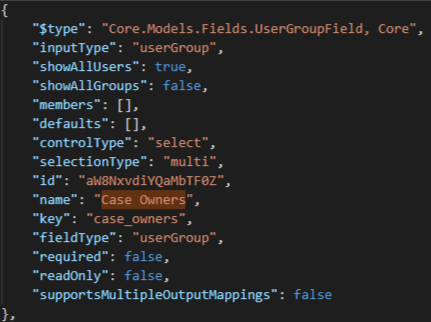 {
"$type": "Core.Models.Fields.UserGroupField, Core",
"inputType": "userGroup",
"showAllUsers": true,
"showAllGroups": false,
"members": [],
"defaults": [],
"controlType": "select",
"selectionType": "multi",
"id": "aW8NxvdiYQaMbTF0Z",
"name": "Case Owners",
"key": "case_owners",
"fieldType": "userGroup",
"required": false,
"readOnly": false,
"supportsMultipleOutputMappings": false
},